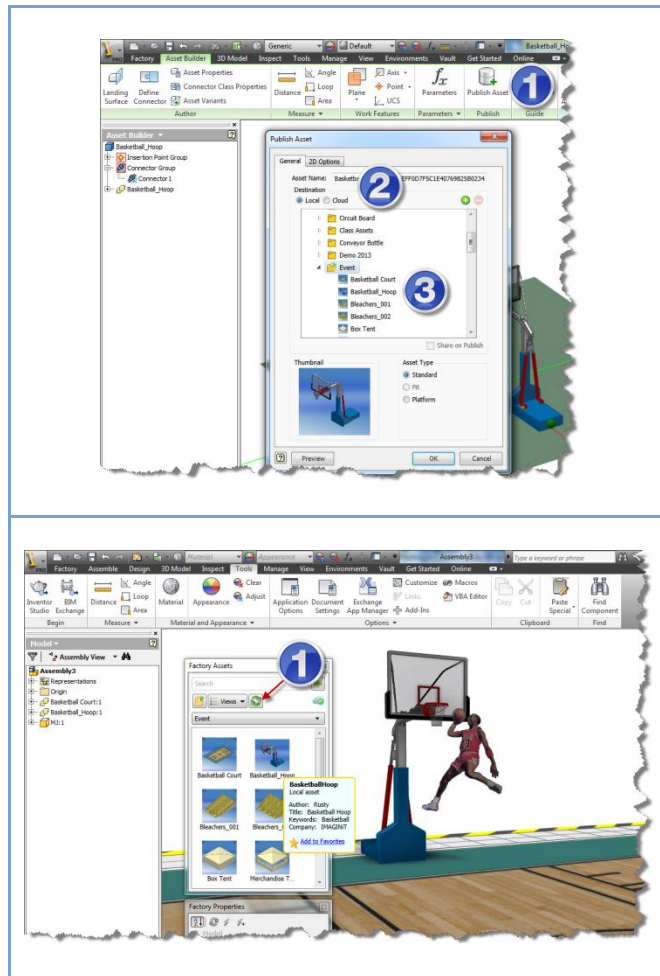 Generic Default Basketball_Ho
PRO Factory Asset Builder 3D Model Inspect Tools Manage View Environments Vault Get Started Online
Landing Surface
Define Connector
Asset Properties
Connector Class Properties
Asset Variants
Author
Distance
Angle
Loop
Area
Measure
Plane
Axis
Point
UCS
Work Features
fx
Parameters
Parameters
Publish Asset
Publish
1
Guide
Asset Builder
Basketball_Hoop
Insertion Point Group
Connector Group
Connector1
Basketball_Hoop
Publish Asset
General 2D Options
Asset Name:
2
Destination
Local Cloud
Circuit Board
Class Assets
Conveyor Bottle
Demo 2013
Event
Basketball Court
Basketball_Hoop
Bleachers_001
Bleachers_002
Box Tent
3
Share on Publish
Thumbnail
Asset Type
Standard
Pit
Platform
Preview OK Cancel
Material Appearance Assembly3 Type a keyword or phrase
PRO Factory Assemble Design 3D Model Inspect Tools Manage View Environments Vault Get Started Online
Inventor Studio
BIM Exchange
Begin
Distance
Angle
Loop
Area
Measure
Material
Appearance
Clear
Adjust
Material and Appearance
Application Options
Document Settings
Exchange App Manager
Customize Macros
Links VBA Editor
Add-Ins
Options
Copy Cut
Paste Special
Clipboard
Find Component
Find
Model
Assembly View
Assembly3
Representations
Origin
Basketball Court:1
Basketball_Hoop:1
MJ:1
Factory Assets
1
Search
Views
Event
Basketball Court Basketball_Hoop
Bleachers_001
Box Tent Merchandise T...
BasketballHoop
Local asset
Author: Rusty
Title: Basketball Hoop
Keywords: Basketball
Company: IMAGINIT
Add to Favorites
Factory Properties